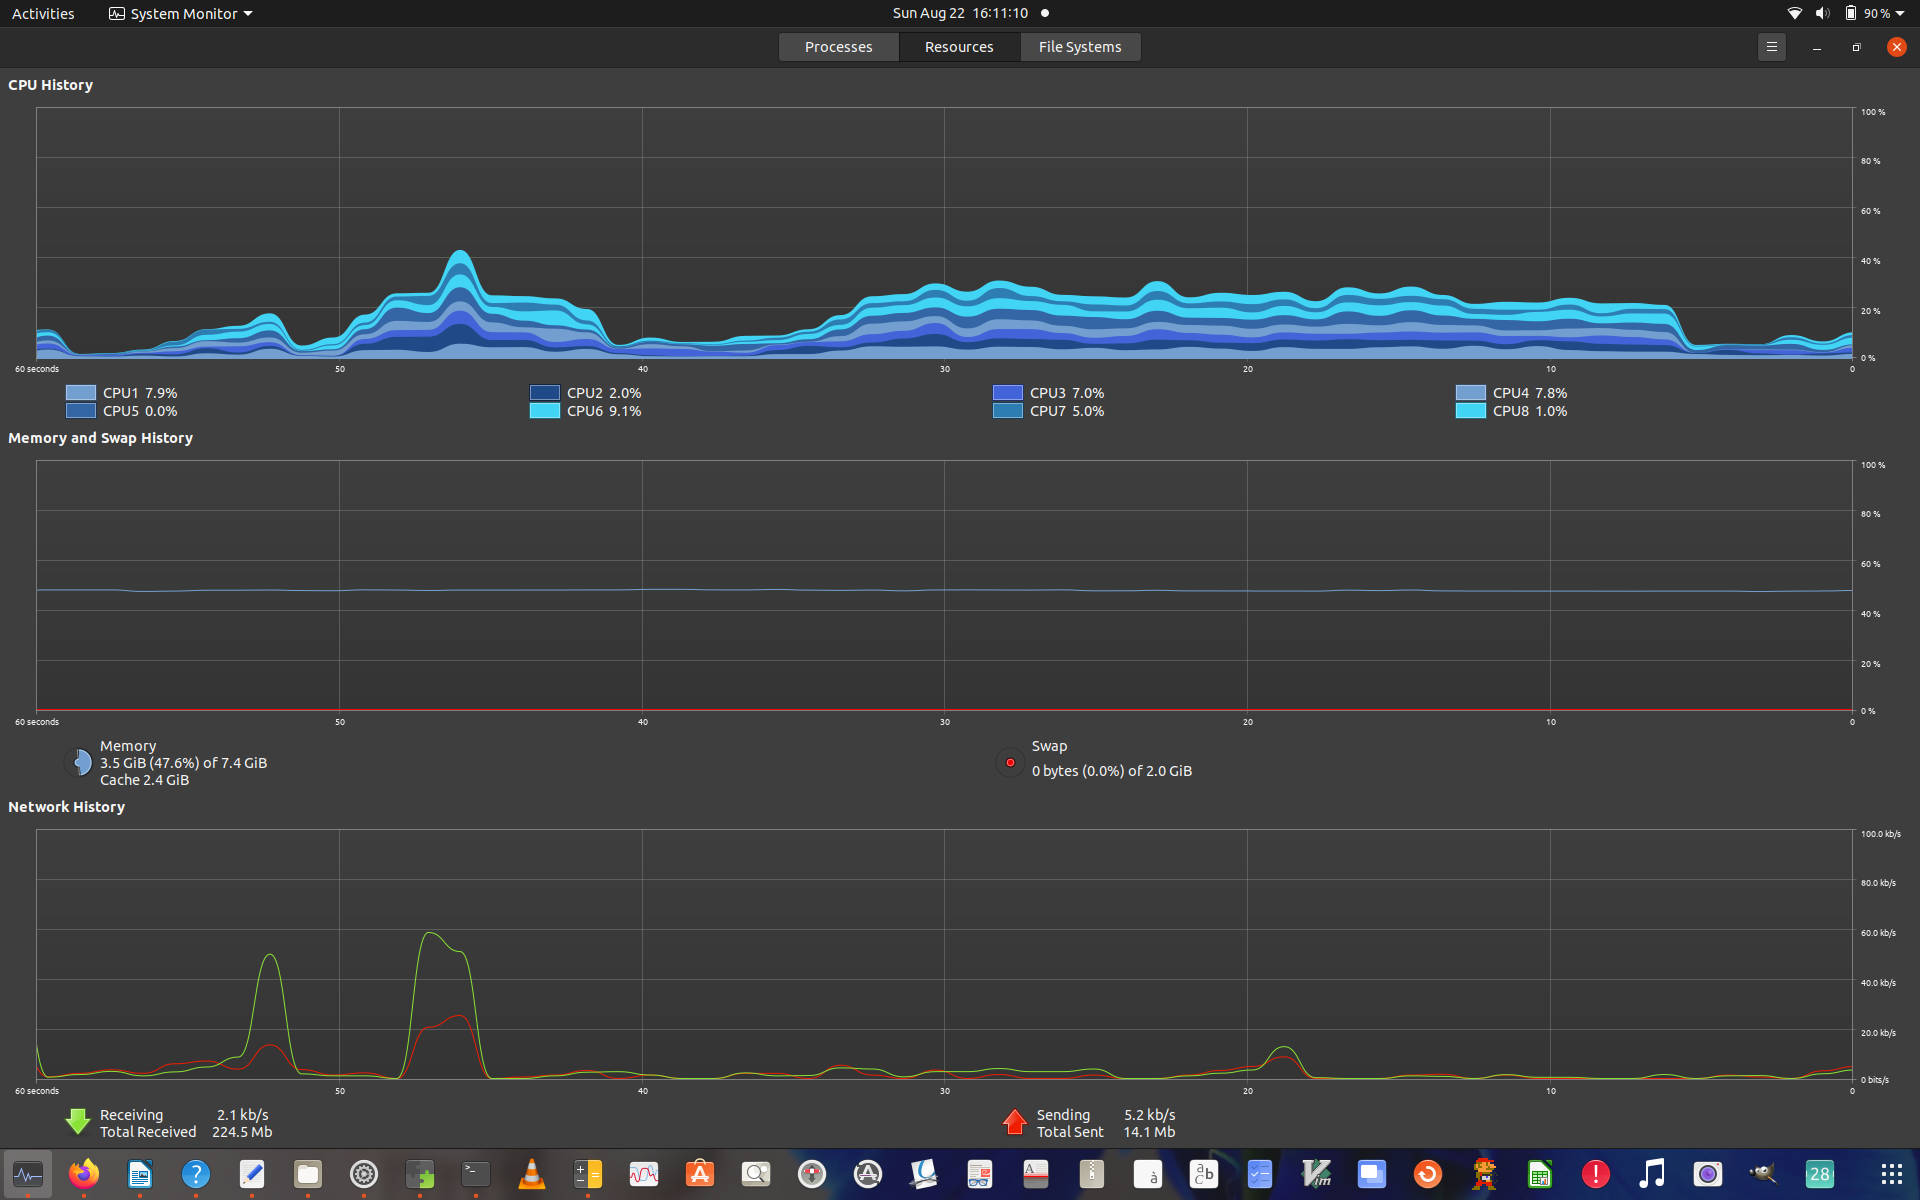 Activities System Monitor Sun Aug 22 16:11:10 90 %
Processes Resources File Systems
CPU History
100 %
80 %
60 %
40 %
20 %
0 %
60 seconds 50 40 30 20 10 0
CPU1 7.9% CPU2 2.0% CPU3 7.0% CPU4 7.8%
CPU5 0.0% CPU6 9.1% CPU7 5.0% CPU8 1.0%
Memory and Swap History
100 %
80 %
60 %
40 %
20 %
0 %
60 seconds 50 40 30 20 10 0
Memory
3.5 GiB (47.6%) of 7.4 GiB
Cache 2.4 GiB
Swap
0 bytes (0.0%) of 2.0 GiB
Network History
100.0 kb/s
80.0 kb/s
60.0 kb/s
40.0 kb/s
20.0 kb/s
0 bits/s
60 seconds 50 40 30 20 10 0
Receiving 2.1 kb/s
Total Received 224.5 Mb
Sending 5.2 kb/s
Total Sent 14.1 Mb
28